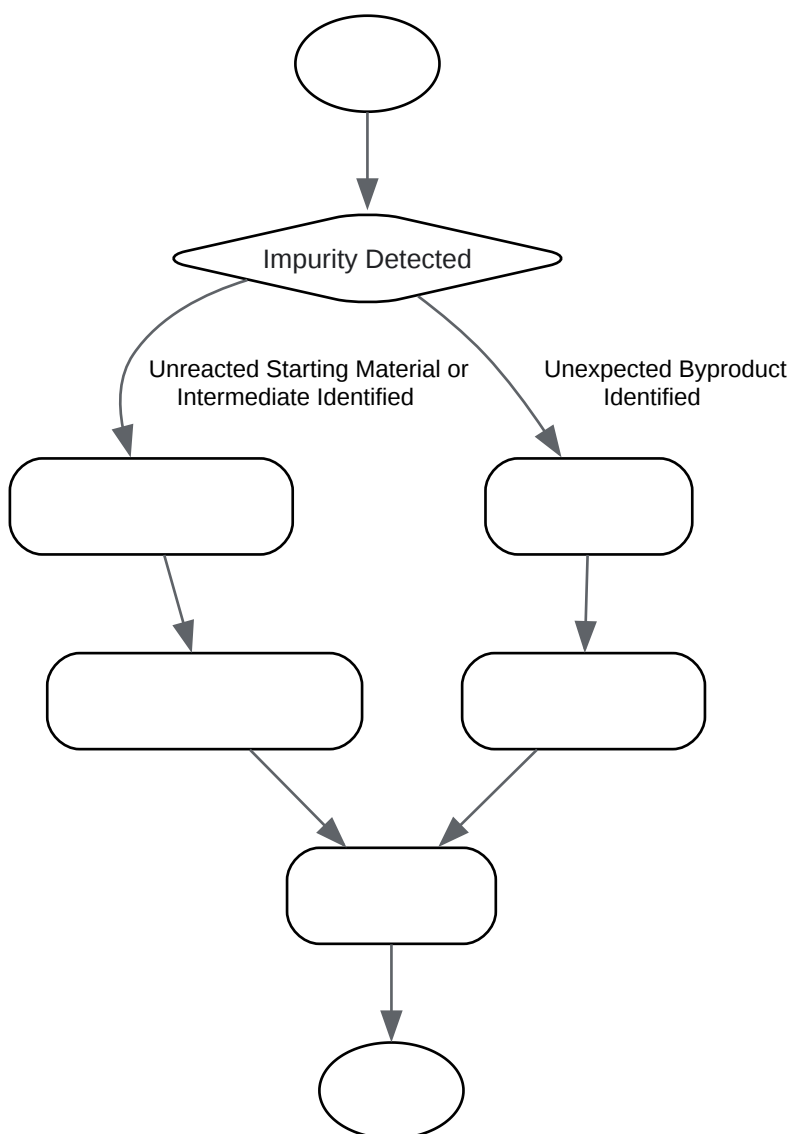 Impurity Detected
Unreacted Starting Material or
Intermediate Identified
Unexpected Byproduct
Identified